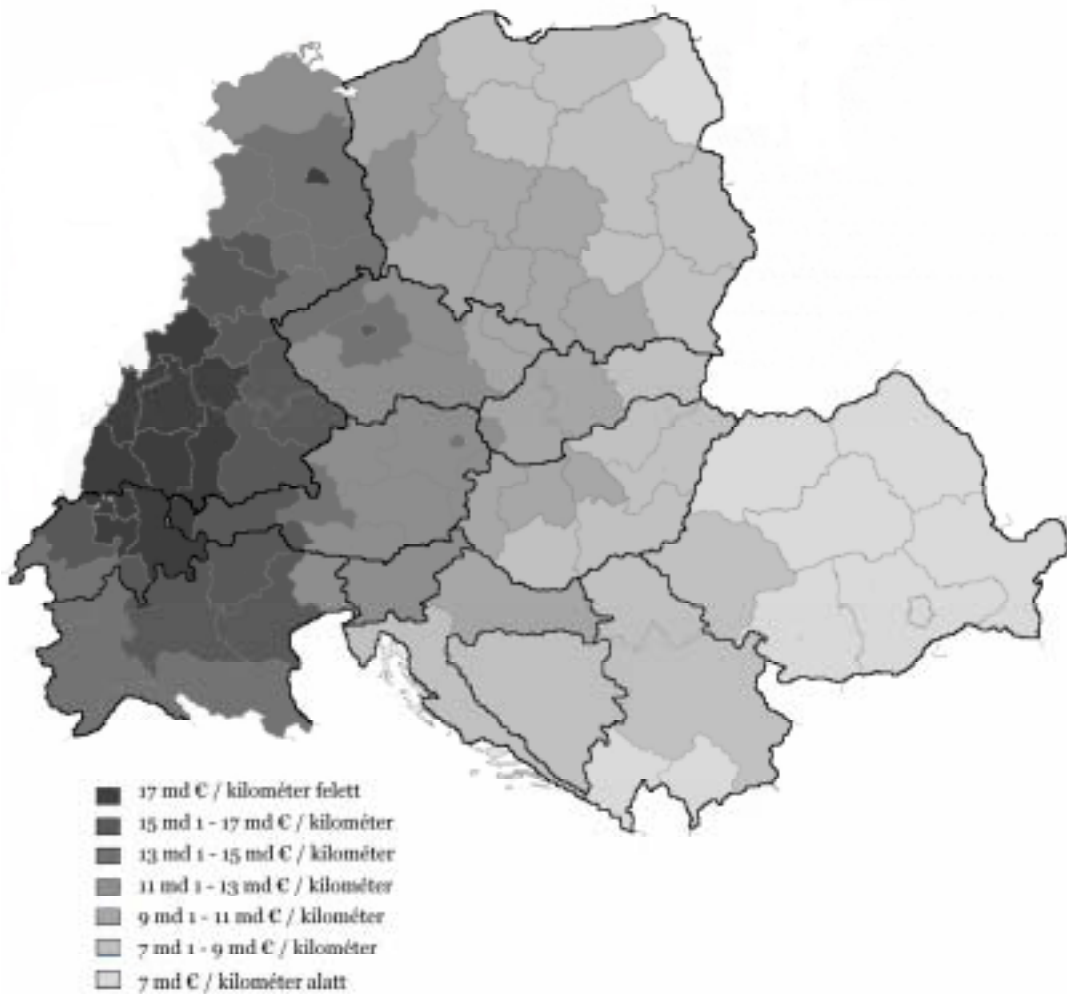 17 md € / kilométer felett
15 md 1 - 17 md € / kilométer
13 md 1 - 15 md € / kilométer
11 md 1 - 13 md € / kilométer
9 md 1 - 11 md € / kilométer
7 md 1 - 9 md € / kilométer
7 md € / kilométer alatt